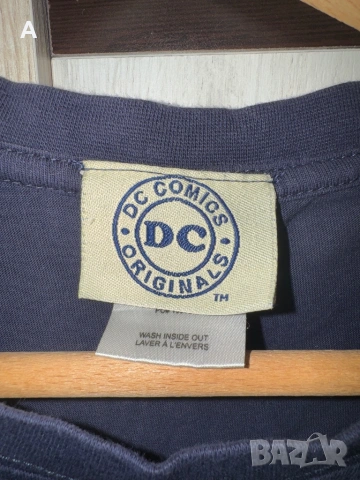 A
DC COMICS
DC
ORIGINALS
TM
WASH INSIDE OUT
LAVER A L'ENVERS
BAZAR